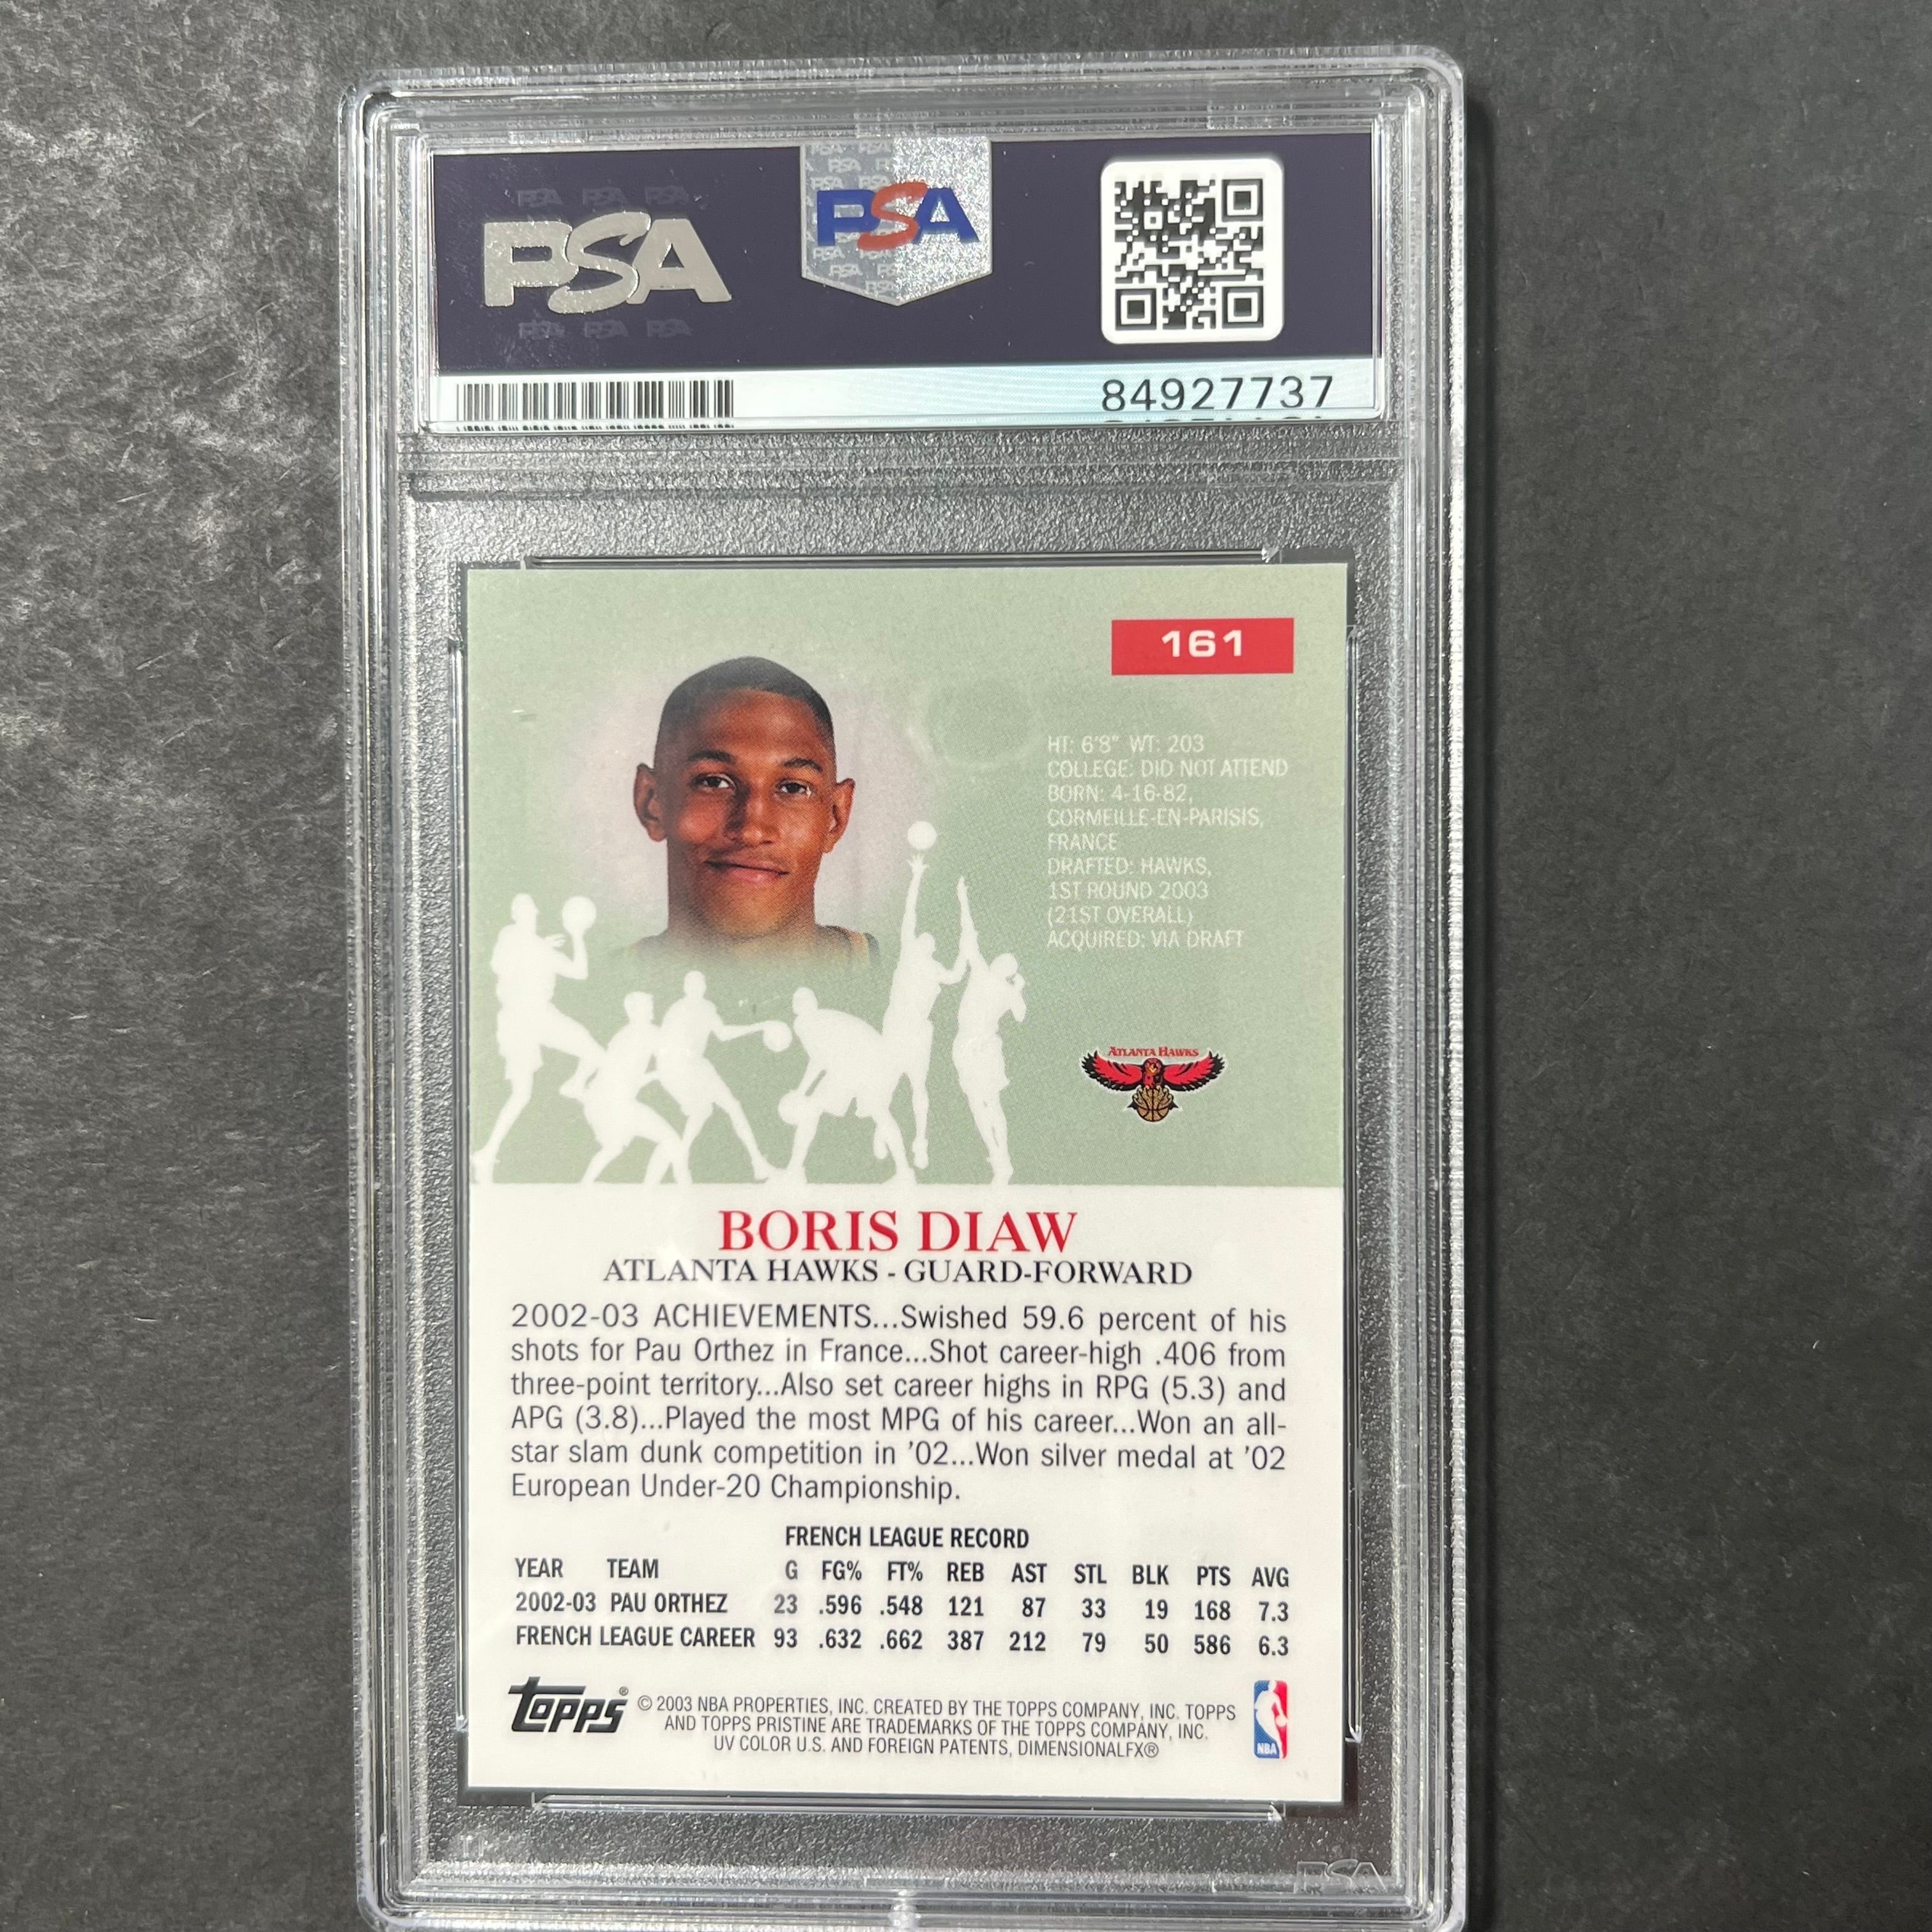 PSA PSA PSA
PSA
PSA PSA PSA
PSA
84927737
161
HT: 6'8" WT: 203
COLLEGE: DID NOT ATTEND
BORN: 4-16-82,
CORMEILLE-EN-PARISIS,
FRANCE
DRAFTED: HAWKS,
1ST ROUND 2003
(21ST OVERALL)
ACQUIRED: VIA DRAFT
ATLANTA HAWKS
BORIS DIAW
ATLANTA HAWKS - GUARD-FORWARD
2002-03 ACHIEVEMENTS...Swished 59.6 percent of his
shots for Pau Orthez in France...Shot career-high .406 from
three-point territory...Also set career highs in RPG (5.3) and
APG (3.8)...Played the most MPG of his career...Won an all-
star slam dunk competition in '02...Won silver medal at '02
European Under-20 Championship.
FRENCH LEAGUE RECORD
YEAR TEAM G FG% FT% REB AST STL BLK PTS AVG
2002-03 PAU ORTHEZ 23 .596 .548 121 87 33 19 168 7.3
FRENCH LEAGUE CAREER 93 .632 .662 387 212 79 50 586 6.3
topps® © 2003 NBA PROPERTIES, INC. CREATED BY THE TOPPS COMPANY, INC. TOPPS
AND TOPPS PRISTINE ARE TRADEMARKS OF THE TOPPS COMPANY, INC.
UV COLOR U.S. AND FOREIGN PATENTS, DIMENSIONALFX®
NBA
PSA